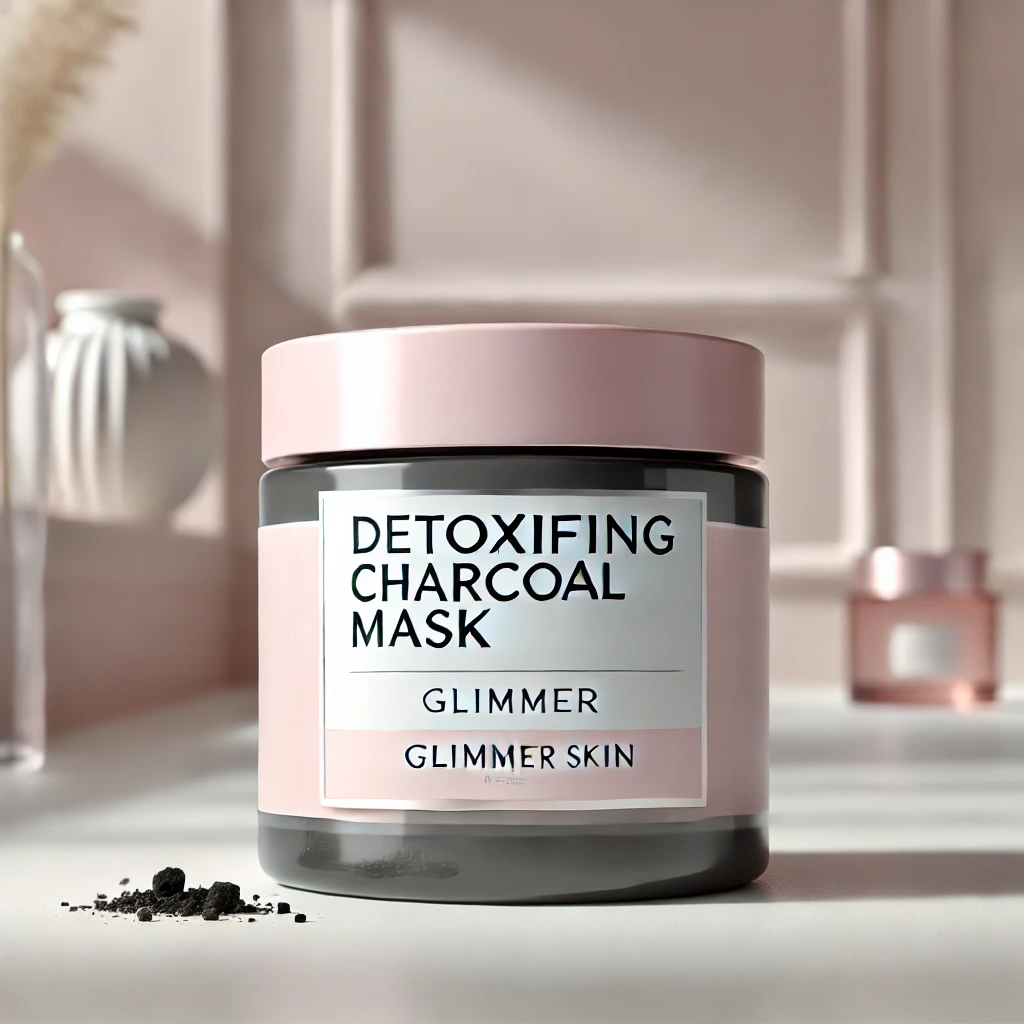 DETOXIFING
CHARCOAL
MASK
GLIMMER
GLIMMER SKIN